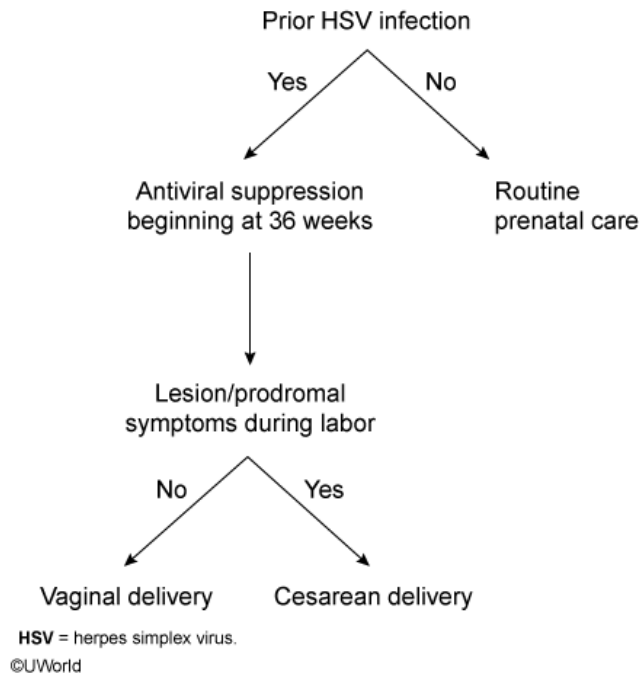 Prior HSV infection
Yes
No
Antiviral suppression
beginning at 36 weeks
Routine
prenatal care
Lesion/prodromal
symptoms during labor
No
Yes
Vaginal delivery
Cesarean delivery
HSV = herpes simplex virus.
©UWorld